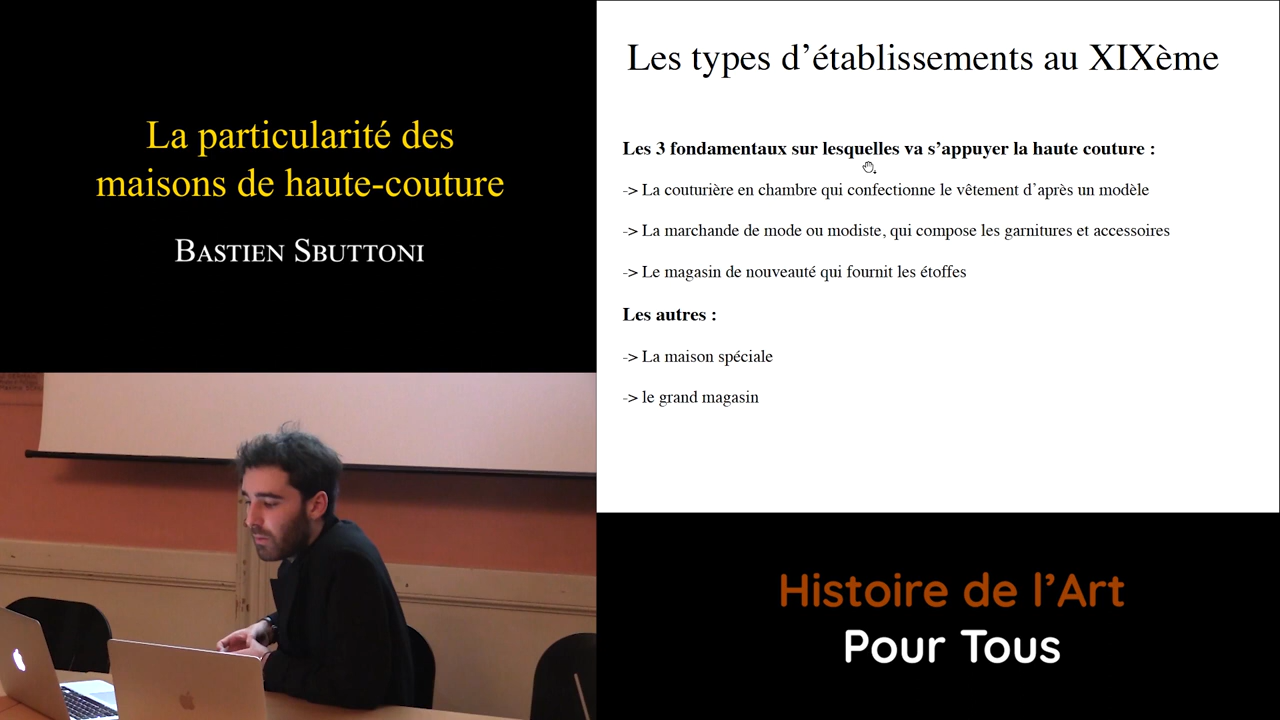 La particularité des
maisons de haute-couture
Bastien Sbuttoni
Les types d’établissements au XIXème
Les 3 fondamentaux sur lesquelles va s’appuyer la haute couture :
-> La couturière en chambre qui confectionne le vêtement d’après un modèle
-> La marchande de mode ou modiste, qui compose les garnitures et accessoires
-> Le magasin de nouveauté qui fournit les étoffes
Les autres :
-> La maison spéciale
-> le grand magasin
Histoire de l’Art
Pour Tous